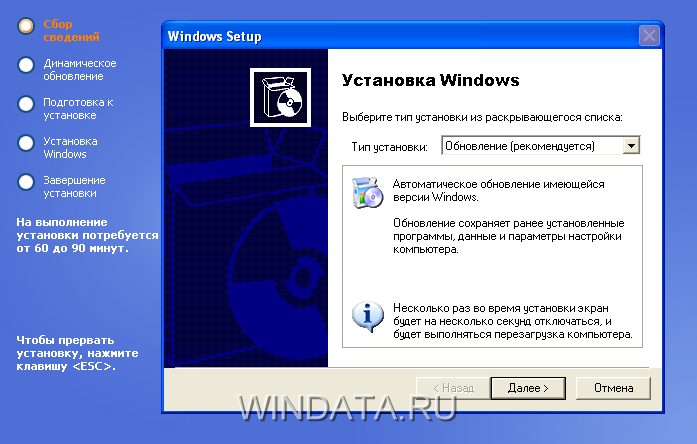 Сбор
сведений
Динамическое
обновление
Подготовка к
установке
Установка
Windows
Завершение
установки
На выполнение
установки потребуется
от 60 до 90 минут.
Чтобы прервать
установку, нажмите
клавишу <ESC>.
Windows Setup
Установка Windows
Выберите тип установки из раскрывающегося списка:
Тип установки: Обновление (рекомендуется)
Автоматическое обновление имеющейся
версии Windows.
Обновление сохраняет ранее установленные
программы, данные и параметры настройки
компьютера.
Несколько раз во время установки экран
будет на несколько секунд отключаться, и
будет выполняться перезагрузка компьютера.
< Назад Далее > Отмена
WINDATA.RU